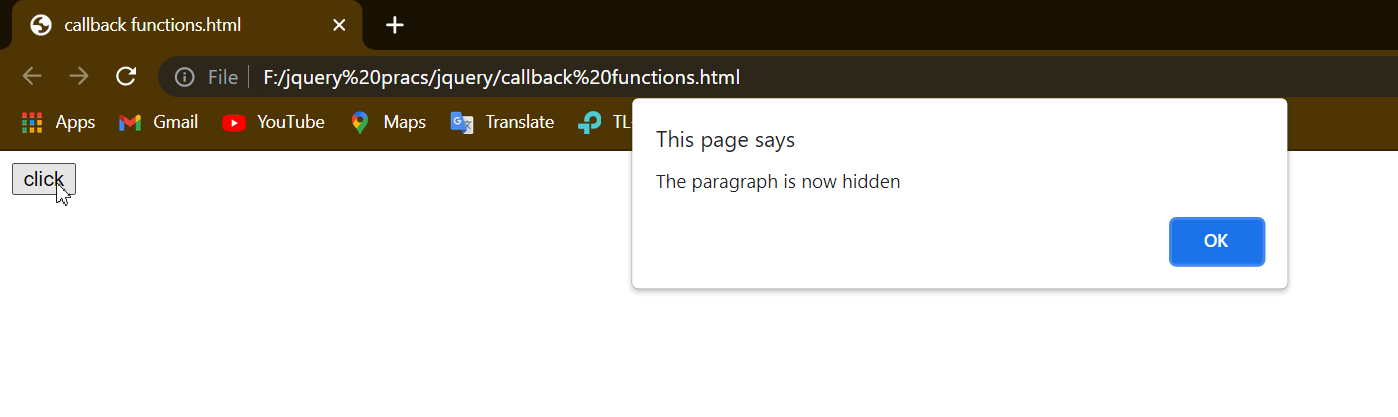 callback functions.html
File F:/jquery%20pracs/jquery/callback%20functions.html
Apps Gmail YouTube Maps Translate TL-
This page says
The paragraph is now hidden
OK
click